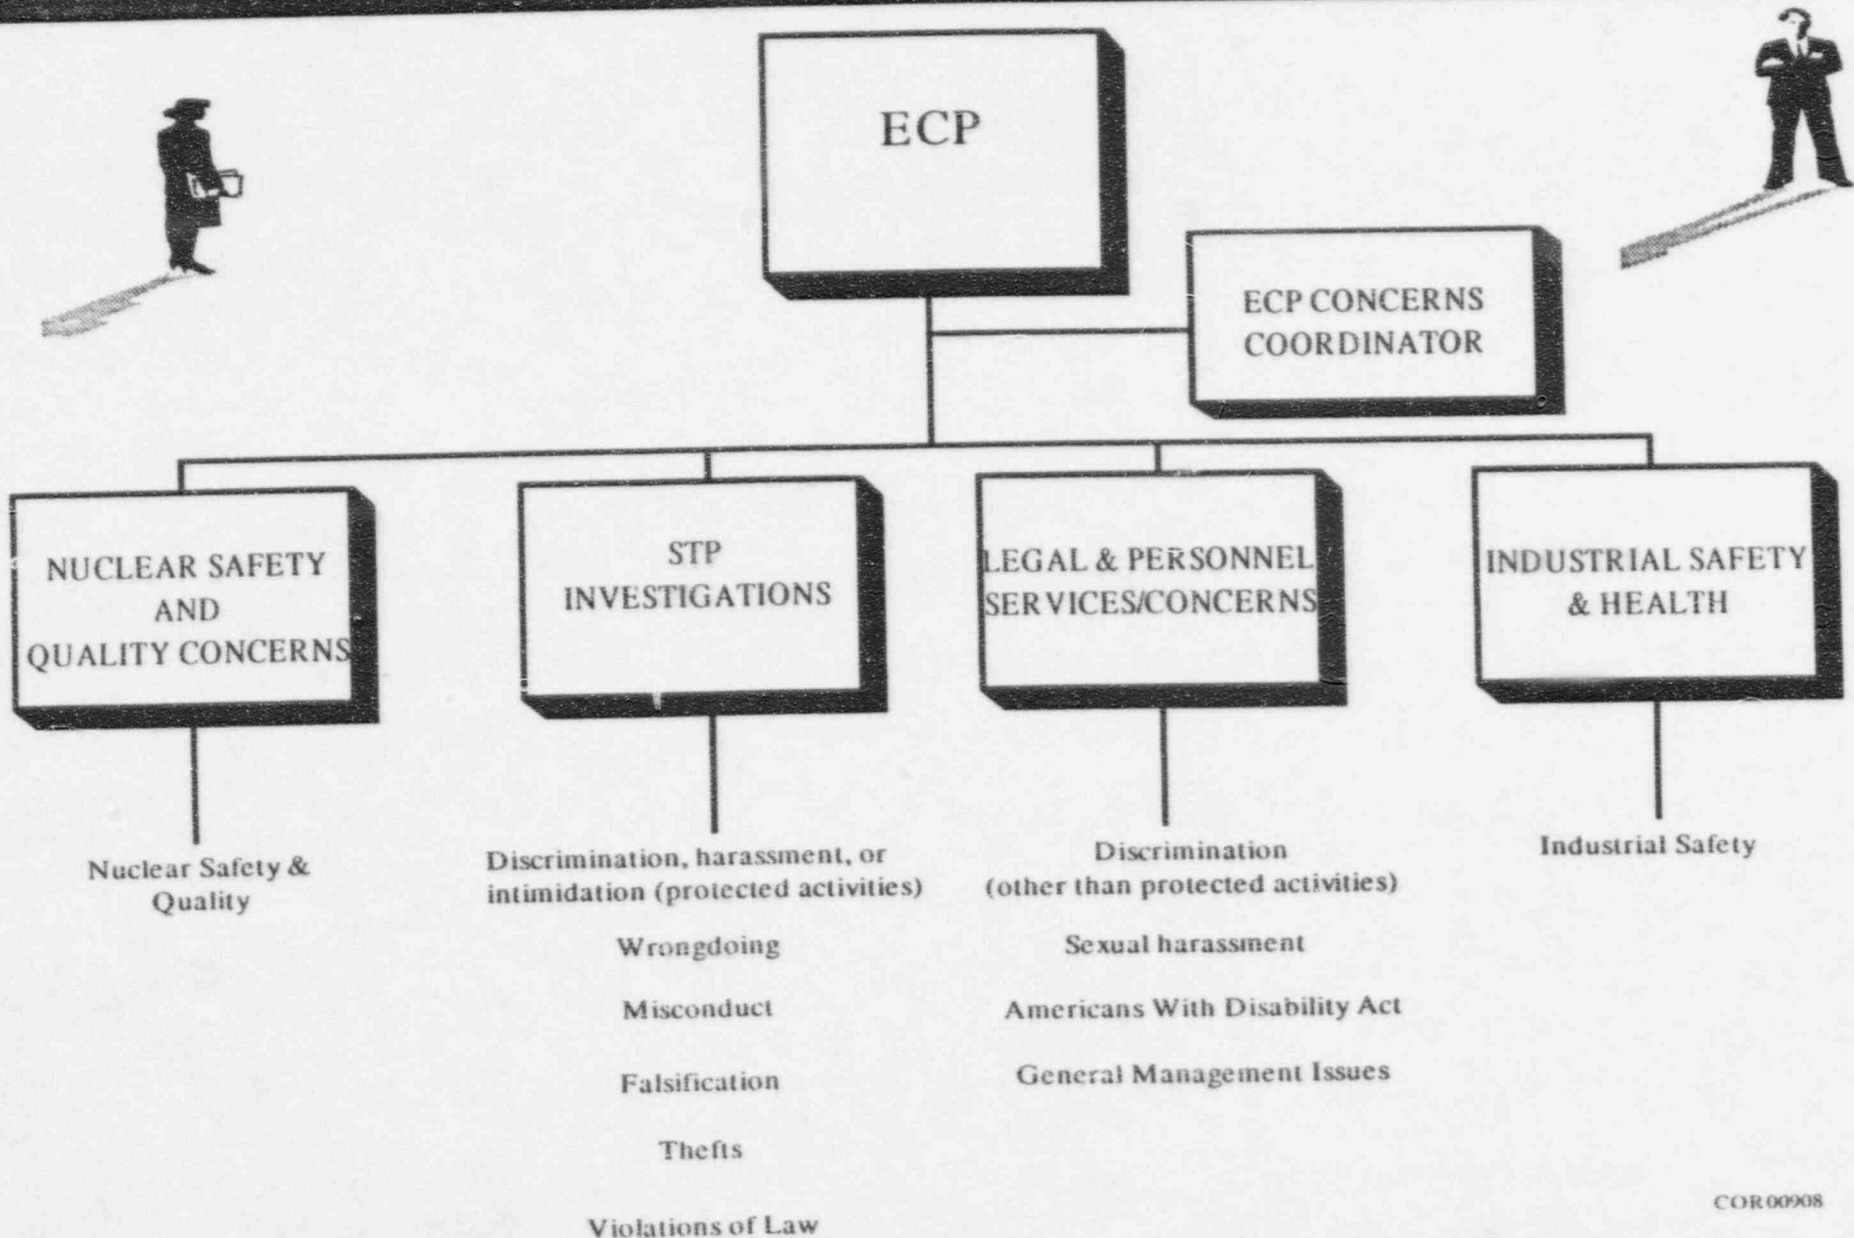 ECP
ECP CONCERNS
COORDINATOR
NUCLEAR SAFETY
AND
QUALITY CONCERNS
STP
INVESTIGATIONS
LEGAL & PERSONNEL
SERVICES/CONCERNS
INDUSTRIAL SAFETY
& HEALTH
Nuclear Safety &
Quality
Discrimination, harassment, or
intimidation (protected activities)
Wrongdoing
Misconduct
Falsification
Thefts
Violations of Law
Discrimination
(other than protected activities)
Sexual harassment
Americans With Disability Act
General Management Issues
Industrial Safety
COR00908